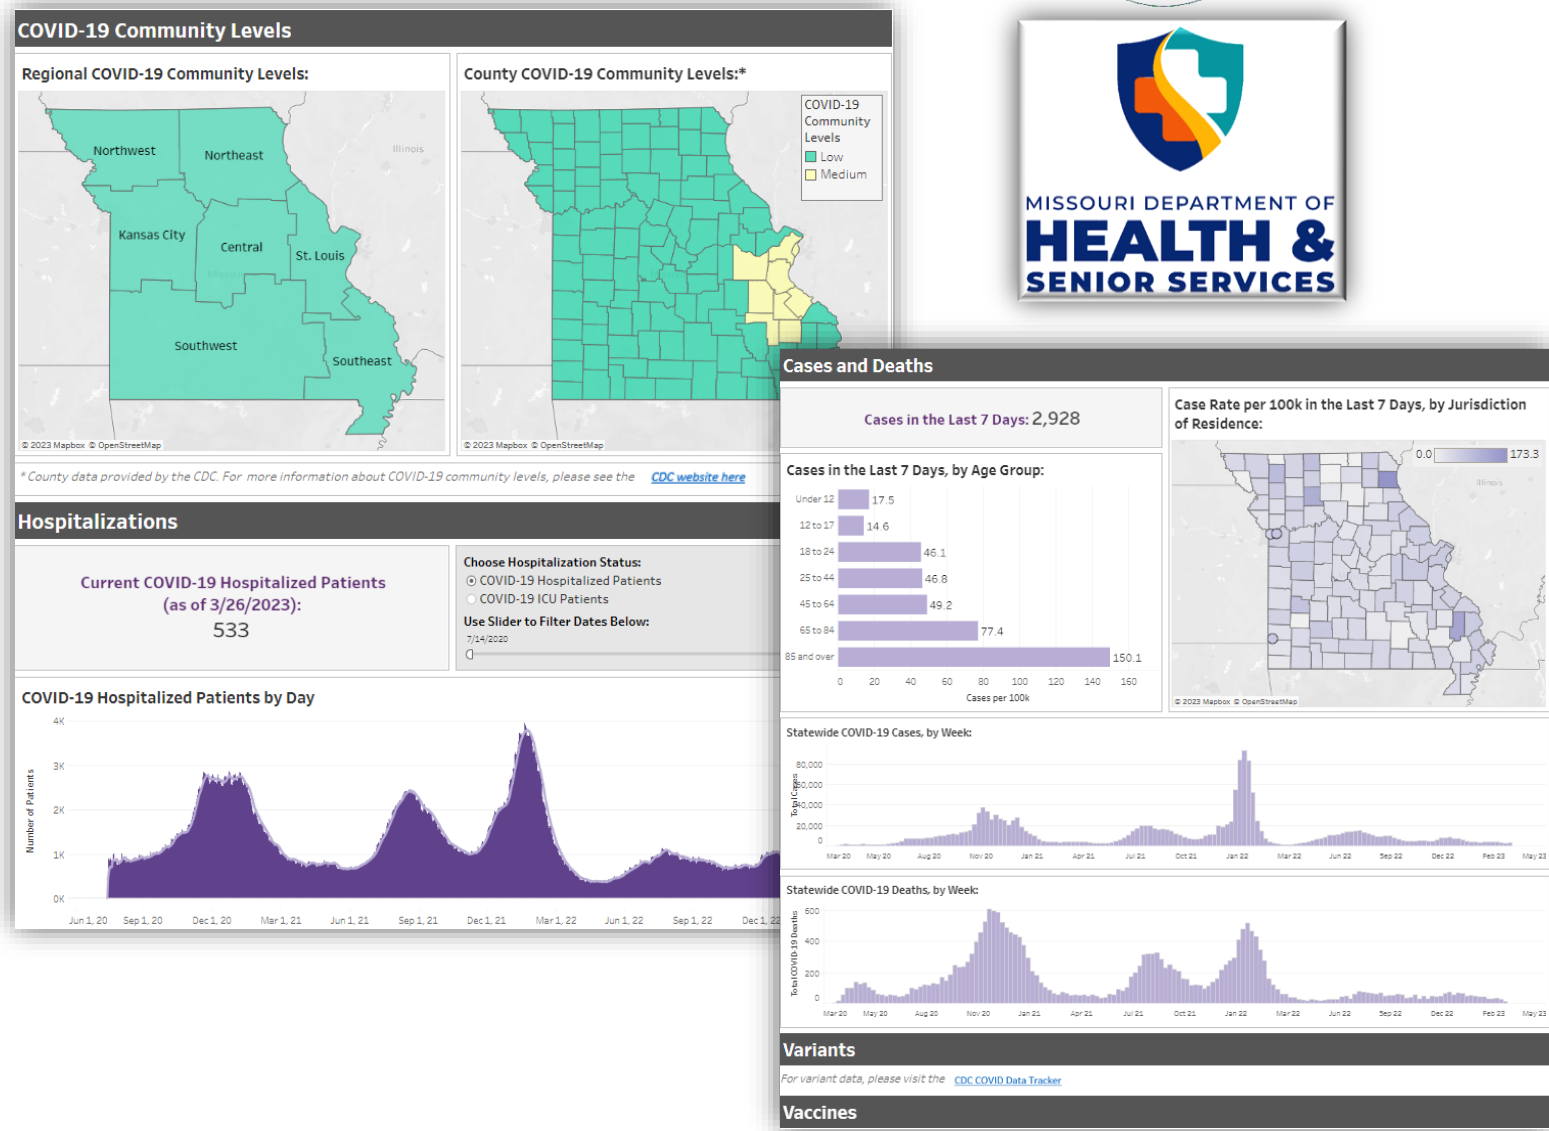 COVID-19 Community Levels
Regional COVID-19 Community Levels:
Northwest
Northeast
Illinois
Kansas City
Central
St. Louis
Southwest
Southeast
© 2023 Mapbox © OpenStreetMap
County COVID-19 Community Levels:*
COVID-19
Community
Levels
Low
Medium
© 2023 Mapbox © OpenStreetMap
* County data provided by the CDC. For more information about COVID-19 community levels, please see the CDC website here
MISSOURI DEPARTMENT OF
HEALTH &
SENIOR SERVICES
Hospitalizations
Current COVID-19 Hospitalized Patients
(as of 3/26/2023):
533
Choose Hospitalization Status:
COVID-19 Hospitalized Patients
COVID-19 ICU Patients
Use Slider to Filter Dates Below:
7/14/2020
COVID-19 Hospitalized Patients by Day
Number of Patients
4K
3K
2K
1K
0K
Jun 1, 20 Sep 1, 20 Dec 1, 20 Mar 1, 21 Jun 1, 21 Sep 1, 21 Dec 1, 21 Mar 1, 22 Jun 1, 22 Sep 1, 22 Dec 1, 22
Cases and Deaths
Cases in the Last 7 Days: 2,928
Cases in the Last 7 Days, by Age Group:
Under 12 17.5
12 to 17 14.6
18 to 24 46.1
25 to 44 46.8
45 to 64 49.2
65 to 84 77.4
85 and over 150.1
0 20 40 60 80 100 120 140 160
Cases per 100k
Case Rate per 100k in the Last 7 Days, by Jurisdiction
of Residence:
0.0 173.3
Illinois
© 2023 Mapbox © OpenStreetMap
Statewide COVID-19 Cases, by Week:
Total Cases
80,000
60,000
40,000
20,000
0
Mar 20 May 20 Aug 20 Nov 20 Jan 21 Apr 21 Jul 21 Oct 21 Jan 22 Mar 22 Jun 22 Sep 22 Dec 22 Feb 23 May 23
Statewide COVID-19 Deaths, by Week:
Total COVID-19 Deaths
600
400
200
0
Mar 20 May 20 Aug 20 Nov 20 Jan 21 Apr 21 Jul 21 Oct 21 Jan 22 Mar 22 Jun 22 Sep 22 Dec 22 Feb 23 May 23
Variants
For variant data, please visit the CDC COVID Data Tracker
Vaccines